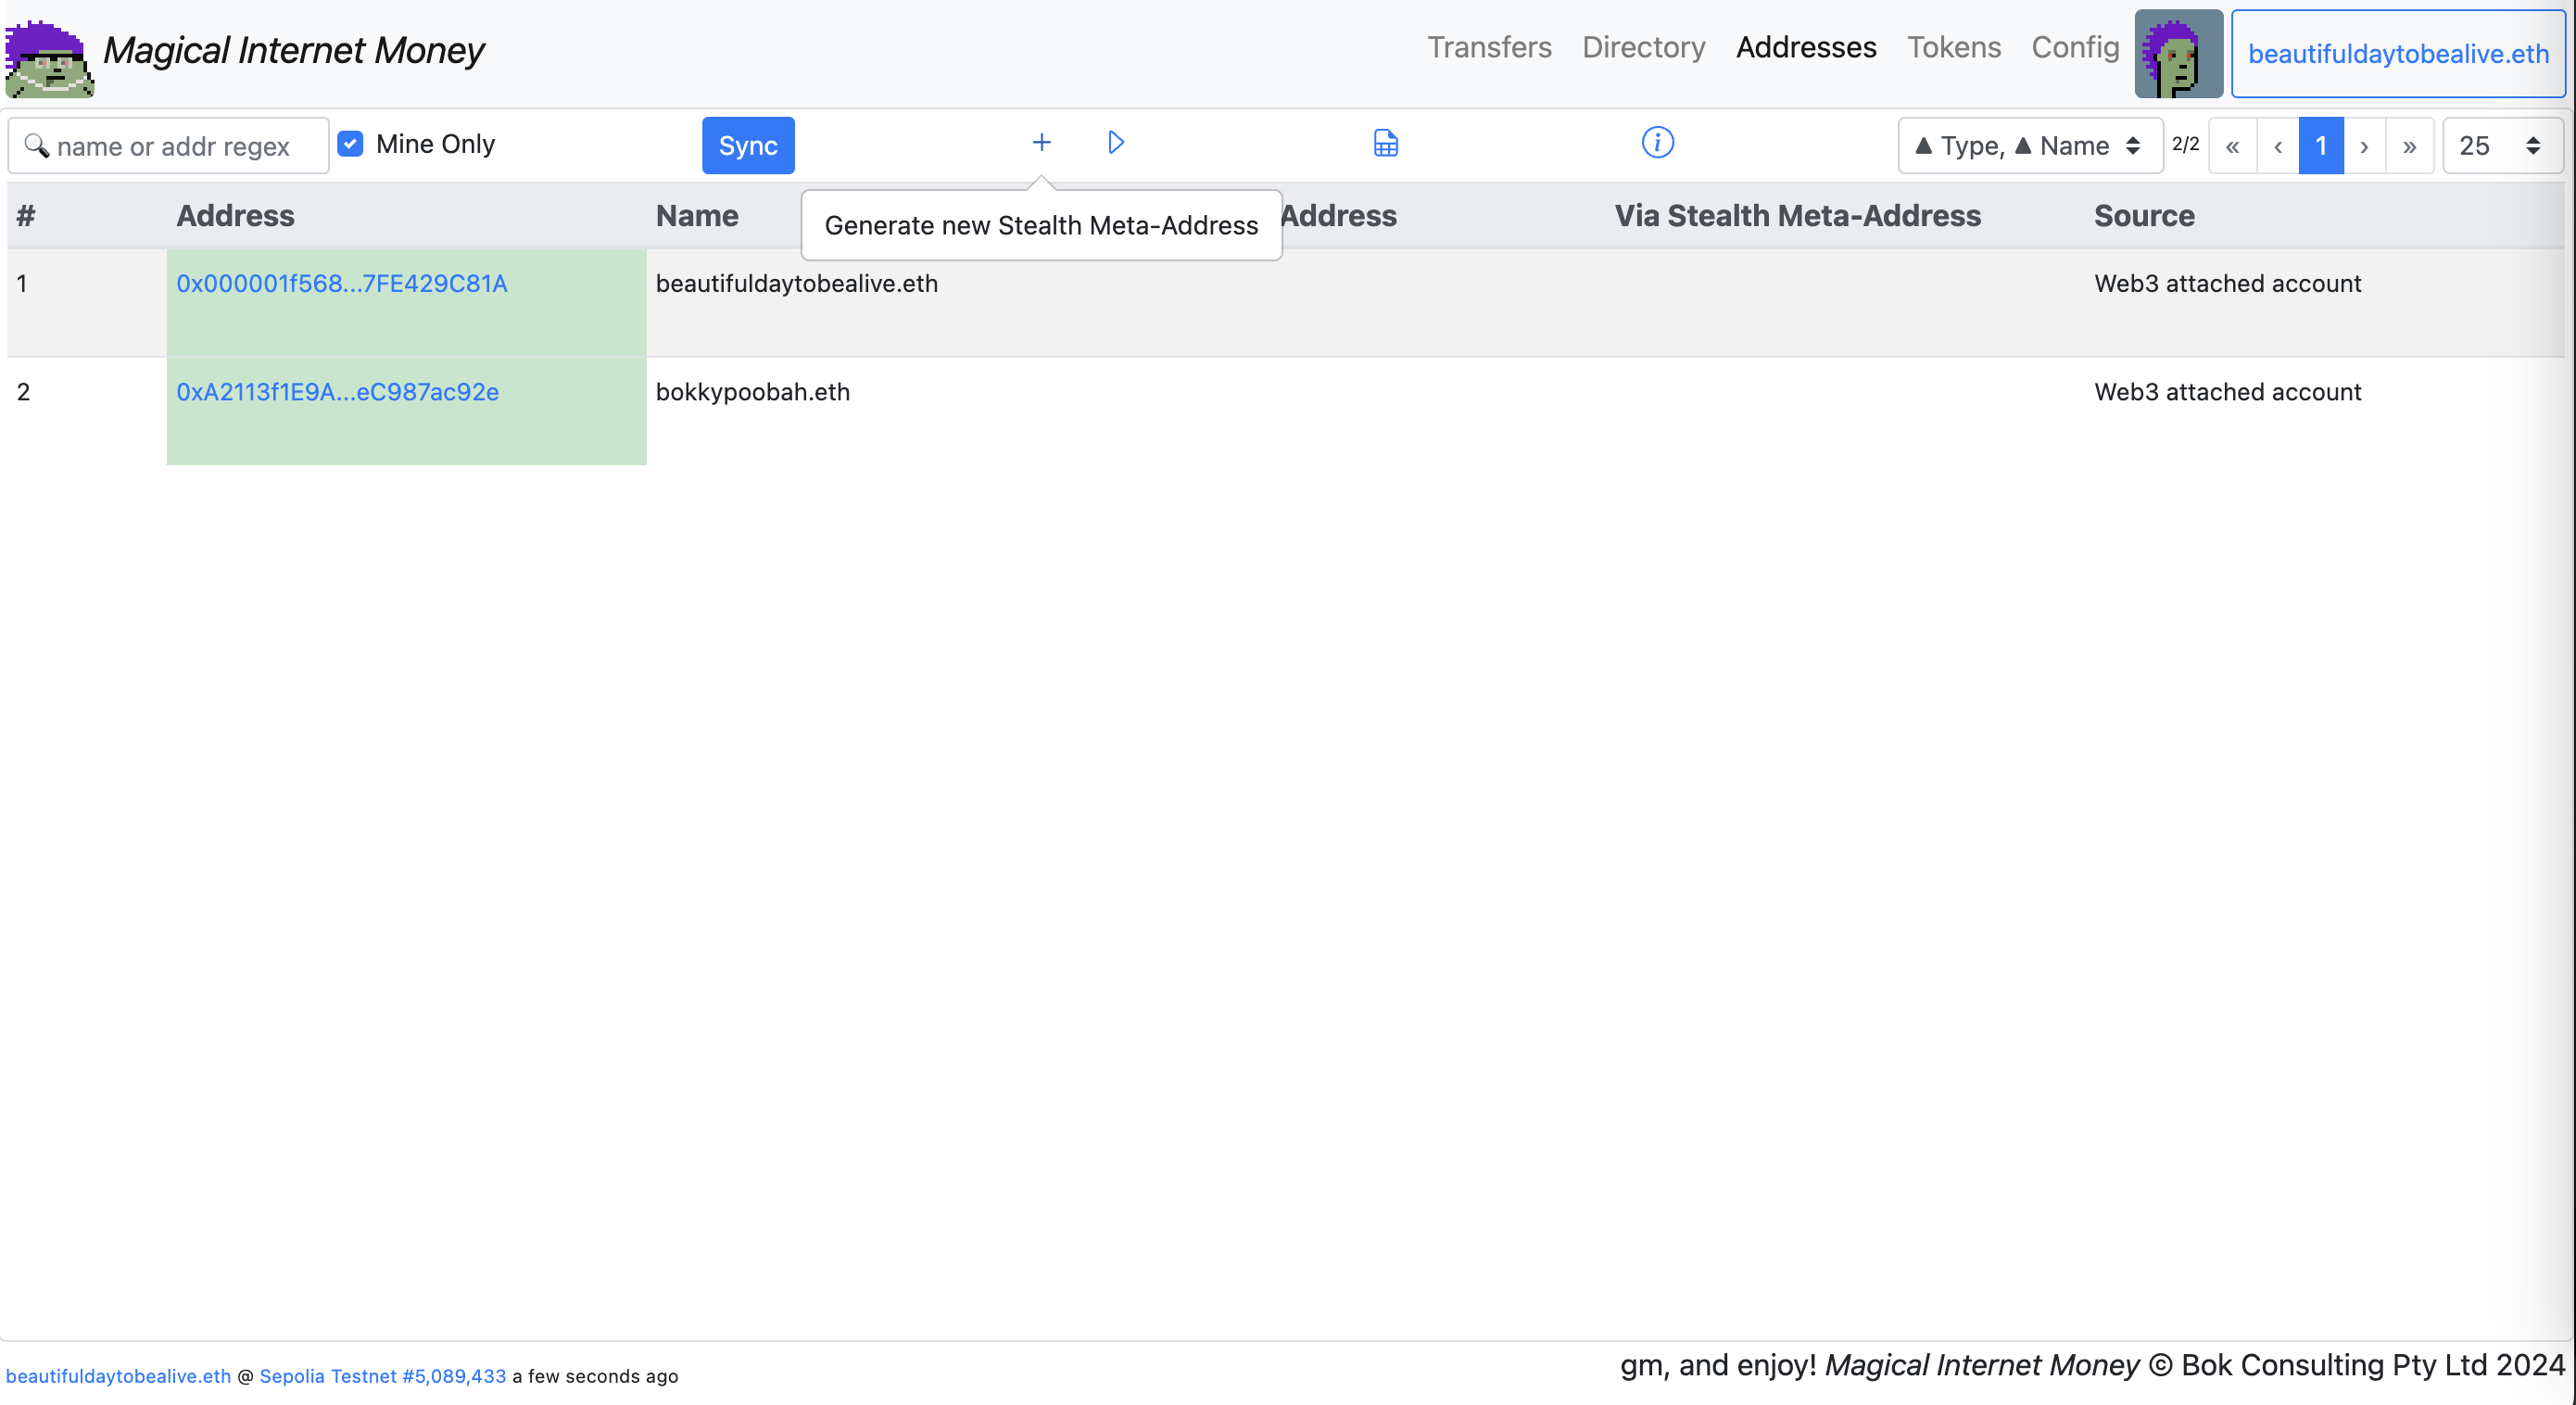 Magical Internet Money
Transfers Directory Addresses Tokens Config beautifuldaytobealive.eth
name or addr regex Mine Only Sync ▲ Type, ▲ Name 2/2 « ‹ 1 › » 25
# Address Name Address Via Stealth Meta-Address Source
Generate new Stealth Meta-Address
1 0x000001f568...7FE429C81A beautifuldaytobealive.eth Web3 attached account
2 0xA2113f1E9A...eC987ac92e bokkypoobah.eth Web3 attached account
beautifuldaytobealive.eth @ Sepolia Testnet #5,089,433 a few seconds ago
gm, and enjoy! Magical Internet Money © Bok Consulting Pty Ltd 2024